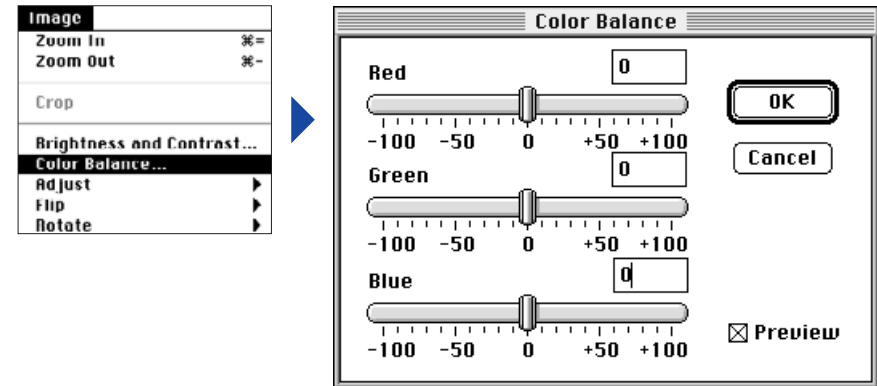 Image
Zoom In ⌘=
Zoom Out ⌘-
Crop
Brightness and Contrast...
Color Balance...
Adjust
Flip
Rotate
Color Balance
Red 0
-100 -50 0 +50 +100
Green 0
-100 -50 0 +50 +100
Blue 0
-100 -50 0 +50 +100
OK
Cancel
Preview